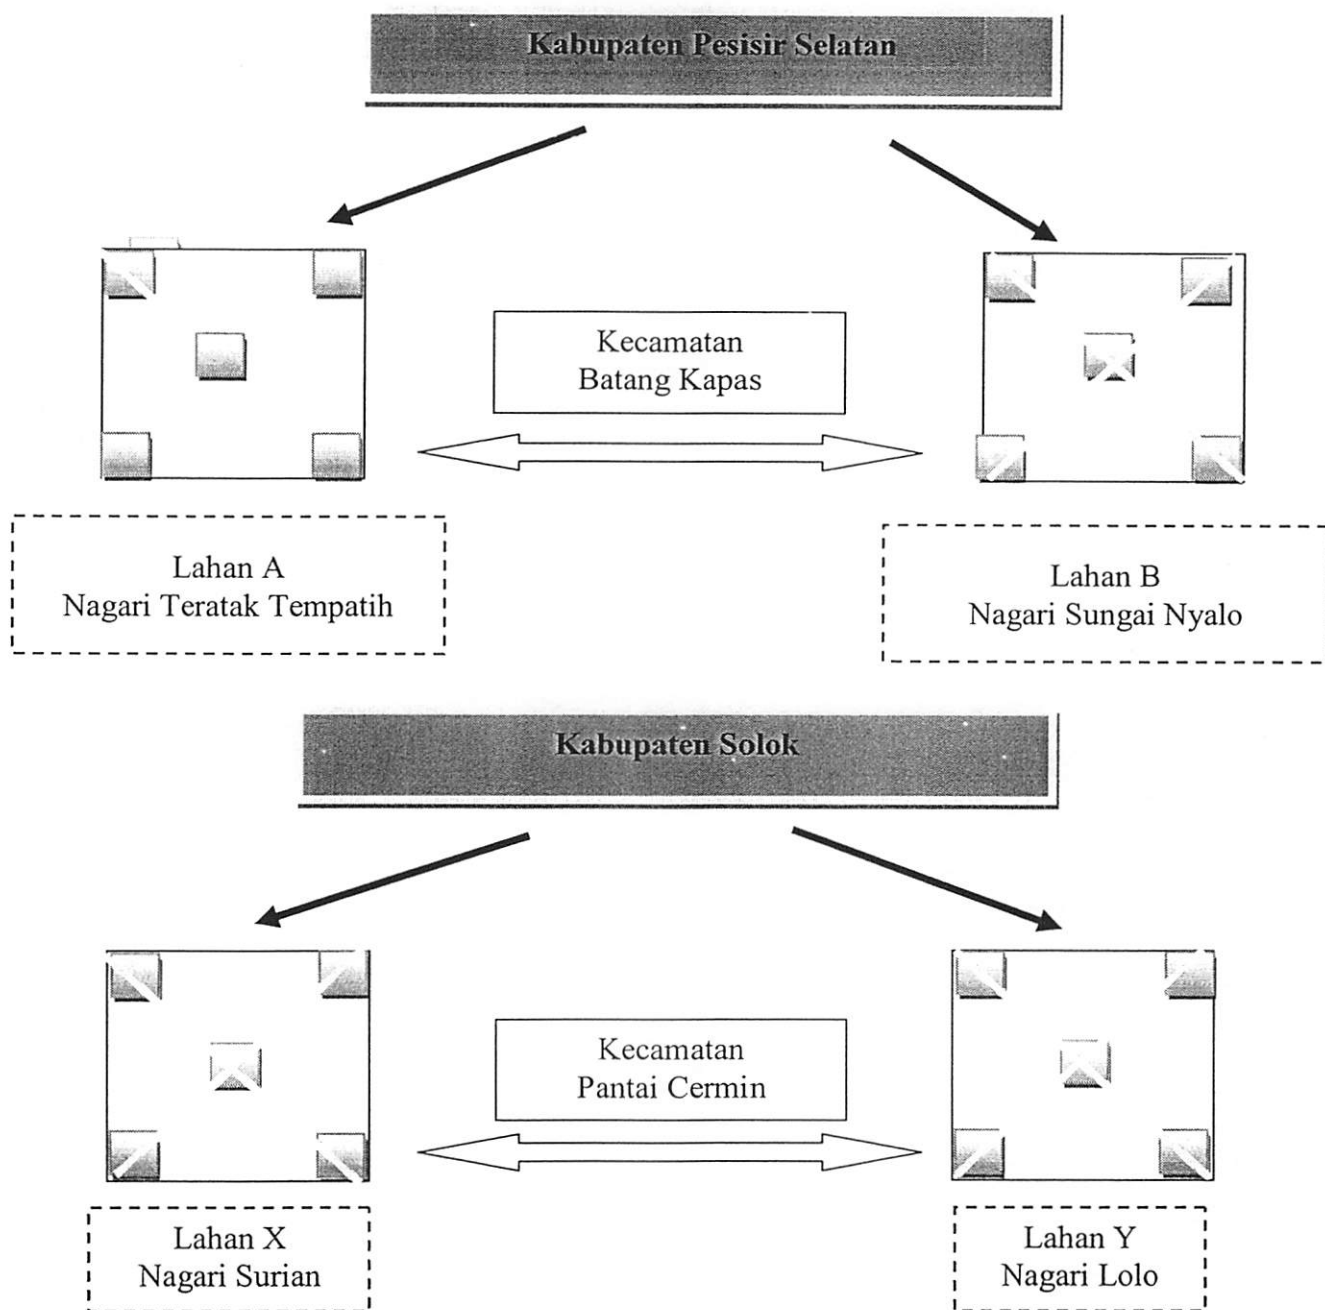 Kabupaten Pesisir Selatan
Kecamatan
Batang Kapas
Lahan A
Nagari Teratak Tempatih
Lahan B
Nagari Sungai Nyalo
Kabupaten Solok
Kecamatan
Pantai Cermin
Lahan X
Nagari Surian
Lahan Y
Nagari Lolo